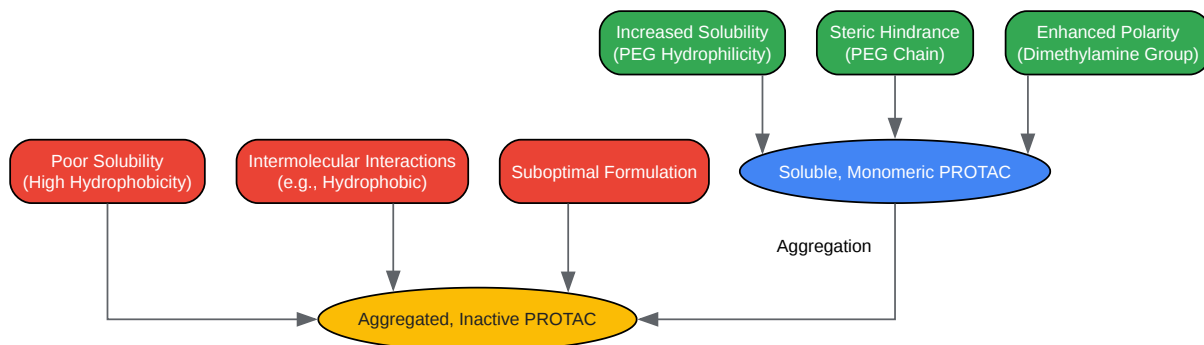 Increased Solubility
(PEG Hydrophilicity)
Steric Hindrance
(PEG Chain)
Enhanced Polarity
(Dimethylamine Group)
Poor Solubility
(High Hydrophobicity)
Intermolecular Interactions
(e.g., Hydrophobic)
Suboptimal Formulation
Soluble, Monomeric PROTAC
Aggregation
Aggregated, Inactive PROTAC